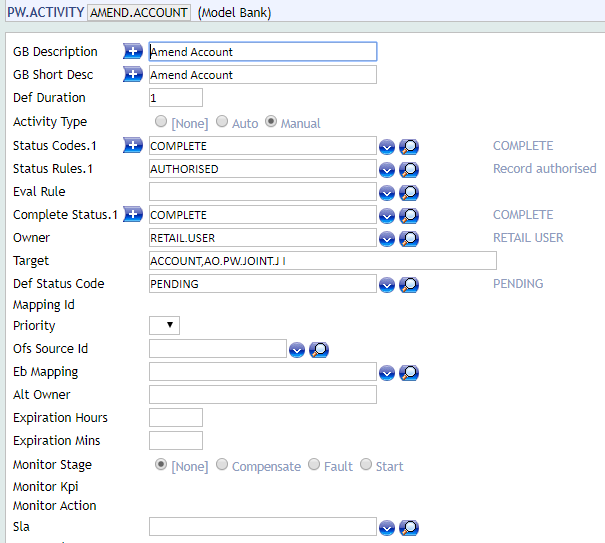 PW.ACTIVITY AMEND.ACCOUNT (Model Bank)
GB Description Amend Account
GB Short Desc Amend Account
Def Duration 1
Activity Type [None] Auto Manual
Status Codes.1 COMPLETE COMPLETE
Status Rules.1 AUTHORISED Record authorised
Eval Rule
Complete Status.1 COMPLETE COMPLETE
Owner RETAIL.USER RETAIL USER
Target ACCOUNT,AO.PW.JOINT.J I
Def Status Code PENDING PENDING
Mapping Id
Priority
Ofs Source Id
Eb Mapping
Alt Owner
Expiration Hours
Expiration Mins
Monitor Stage [None] Compensate Fault Start
Monitor Kpi
Monitor Action
Sla